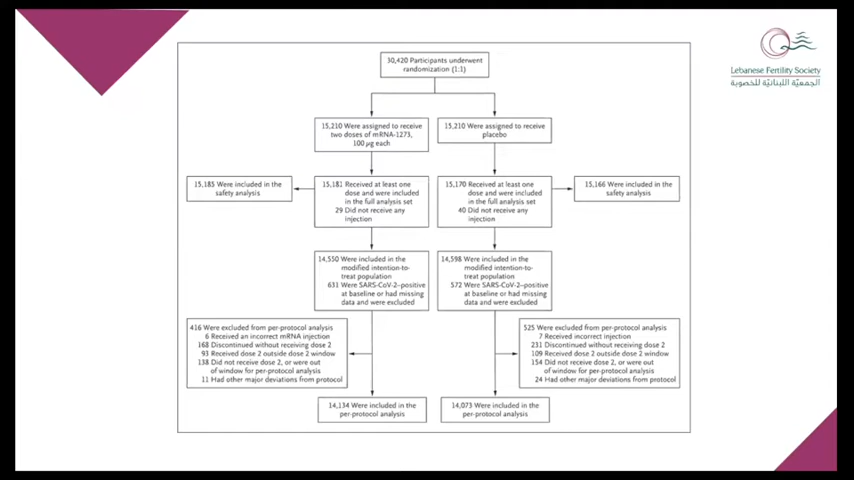 Lebanese Fertility Society
الجمعيّة اللبنانيّة للخصوبة
30,420 Participants underwent
randomization (1:1)
15,210 Were assigned to receive
two doses of mRNA-1273,
100 µg each
15,210 Were assigned to receive
placebo
15,185 Were included in the
safety analysis
15,181 Received at least one
dose and were included
in the full analysis set
29 Did not receive any
injection
15,170 Received at least one
dose and were included
in the full analysis set
40 Did not receive any
injection
15,166 Were included in the
safety analysis
14,550 Were included in the
modified intention-to-
treat population
631 Were SARS-CoV-2–positive
at baseline or had missing
data and were excluded
14,598 Were included in the
modified intention-to-
treat population
572 Were SARS-CoV-2–positive
at baseline or had missing
data and were excluded
416 Were excluded from per-protocol analysis
6 Received an incorrect mRNA injection
168 Discontinued without receiving dose 2
93 Received dose 2 outside dose 2 window
138 Did not receive dose 2, or were out
of window for per-protocol analysis
11 Had other major deviations from protocol
525 Were excluded from per-protocol analysis
7 Received incorrect injection
231 Discontinued without receiving dose 2
109 Received dose 2 outside dose 2 window
154 Did not receive dose 2, or were out
of window for per-protocol analysis
24 Had other major deviations from protocol
14,134 Were included in the
per-protocol analysis
14,073 Were included in the
per-protocol analysis